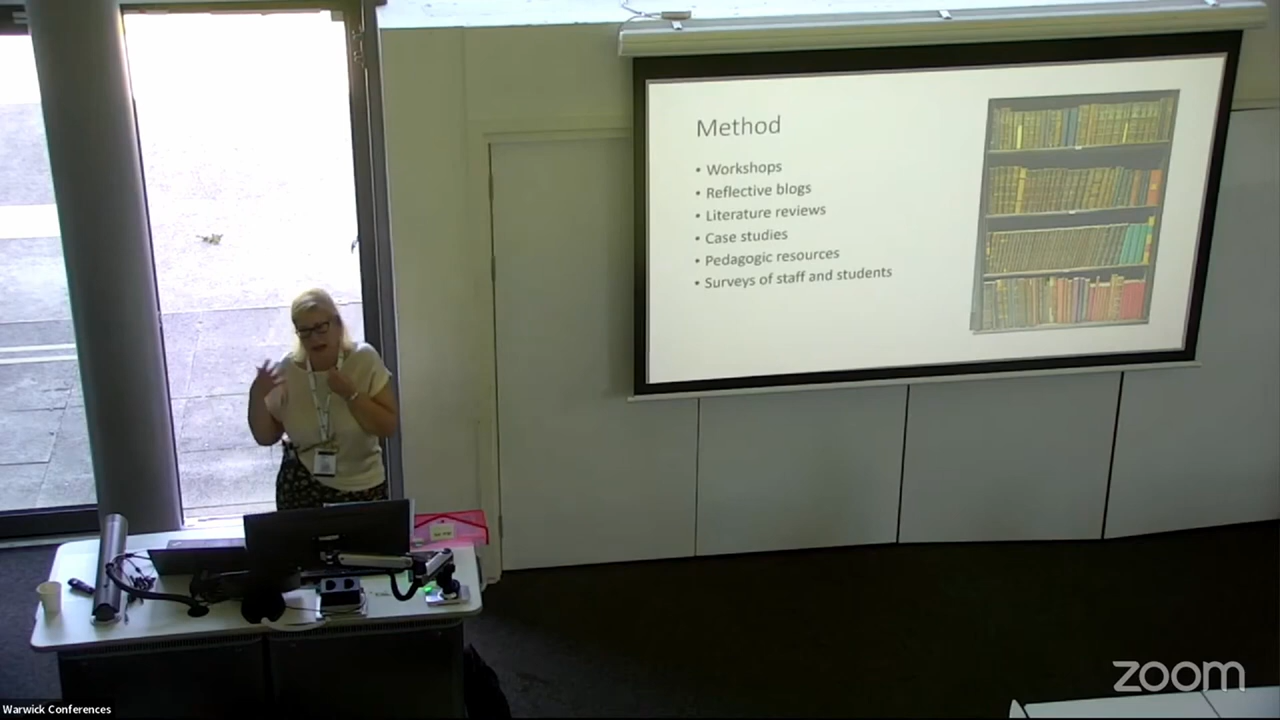 Method
• Workshops
• Reflective blogs
• Literature reviews
• Case studies
• Pedagogic resources
• Surveys of staff and students
zoom
Warwick Conferences